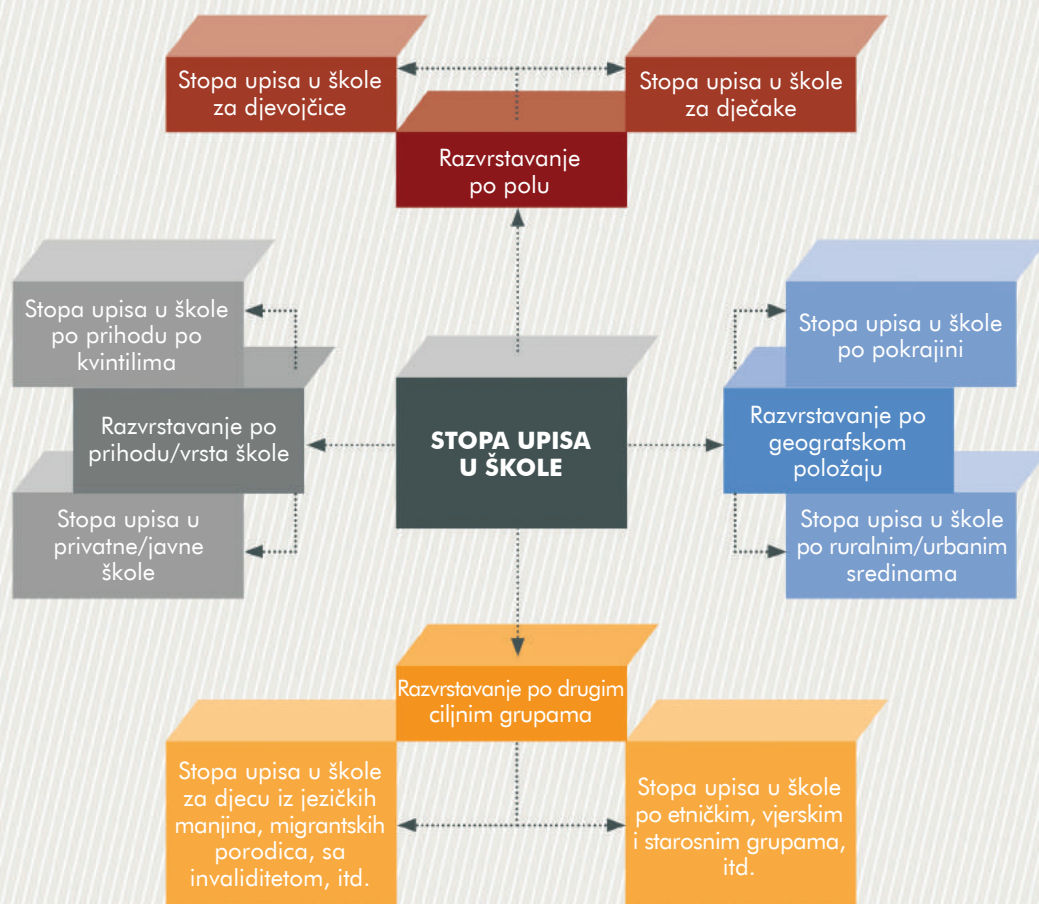 Stopa upisa u škole
za djevojčice
Stopa upisa u škole
za dječake
Razvrstavanje
po polu
Stopa upisa u škole
po prihodu po
kvintilima
Razvrstavanje po
prihodu/vrsta škole
Stopa upisa u
privatne/javne
škole
STOPA UPISA
U ŠKOLE
Stopa upisa u škole
po pokrajini
Razvrstavanje po
geografskom
položaju
Stopa upisa u škole
po ruralnim/urbanim
sredinama
Razvrstavanje po drugim
ciljnim grupama
Stopa upisa u škole
za djecu iz jezičkih
manjina, migrantskih
porodica, sa
invaliditetom, itd.
Stopa upisa u škole
po etničkim, vjerskim
i starosnim grupama,
itd.